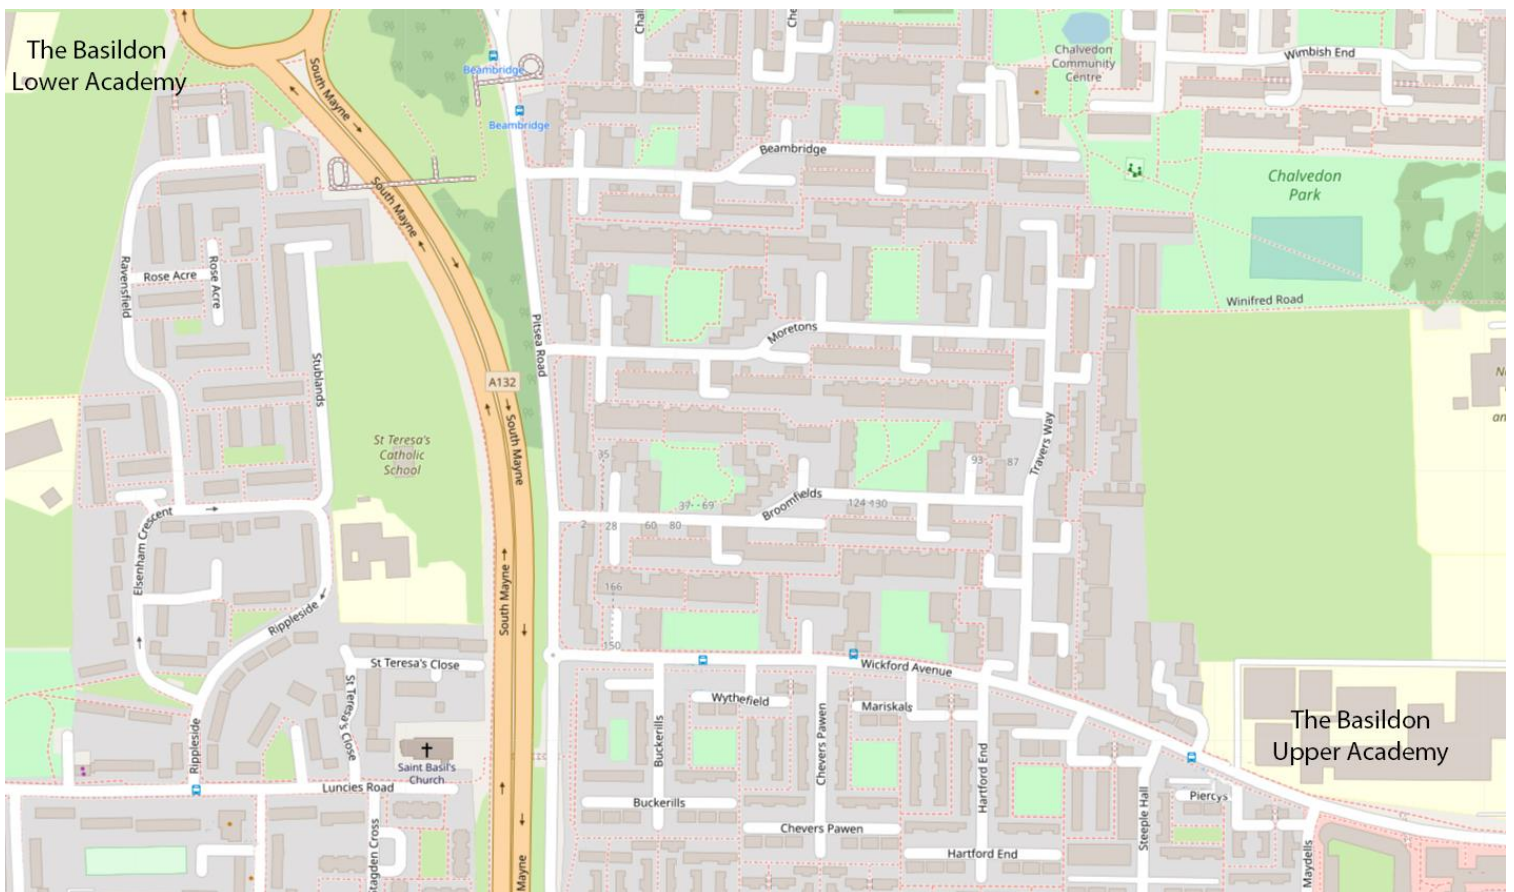 The Basildon
Lower Academy
South Mayne
Beambridge
Beambridge
Chalvedon
Community
Centre
Wimbish End
Beambridge
Chalvedon
Park
South Mayne
Ravensfield
Rose Acre
Rose Acre
Winifred Road
Pitsea Road
Moretons
Stublands
A132
South Mayne
St Teresa's
Catholic
School
Travers Way
35
93
87
37
69
Broomfields
124-130
2
28
60
80
Elsenham Crescent
South Mayne
166
Rippleside
150
St Teresa's Close
St Teresa's Close
Wickford Avenue
Wythefield
Mariskals
Buckerills
Chevers Pawen
Hartford End
The Basildon
Upper Academy
Rippleside
Saint Basil's
Church
Luncies Road
Buckerills
Piercys
Steeple Hall
Chevers Pawen
Hartford End
Maydells
Stagden Cross
Mayne